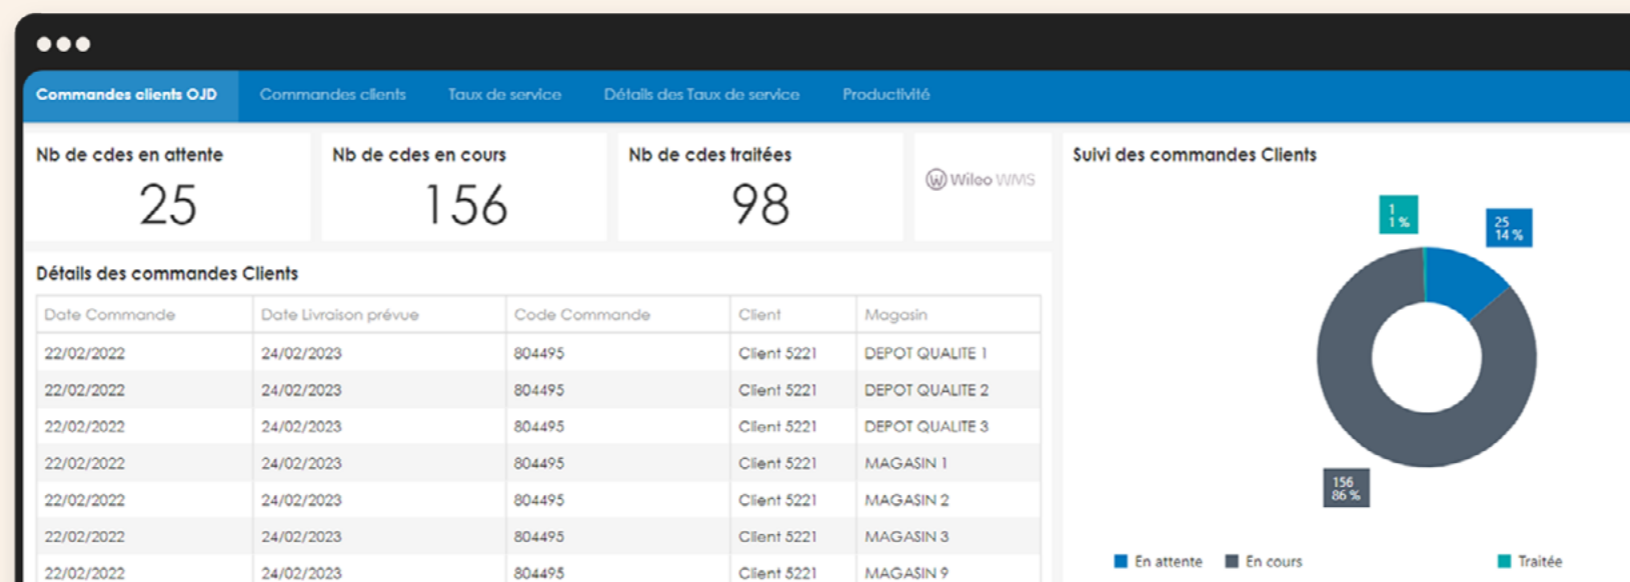 Commandes clients OJD Commandes clients Taux de service Détails des Taux de service Productivité
Nb de cdes en attente
25
Nb de cdes en cours
156
Nb de cdes traitées
98
Wileo WMS
Suivi des commandes Clients
1
1 %
25
14 %
156
86 %
En attente En cours Traitée
Détails des commandes Clients
Date Commande Date Livraison prévue Code Commande Client Magasin
22/02/2022 24/02/2023 804495 Client 5221 DEPOT QUALITE 1
22/02/2022 24/02/2023 804495 Client 5221 DEPOT QUALITE 2
22/02/2022 24/02/2023 804495 Client 5221 DEPOT QUALITE 3
22/02/2022 24/02/2023 804495 Client 5221 MAGASIN 1
22/02/2022 24/02/2023 804495 Client 5221 MAGASIN 2
22/02/2022 24/02/2023 804495 Client 5221 MAGASIN 3
22/02/2022 24/02/2023 804495 Client 5221 MAGASIN 9